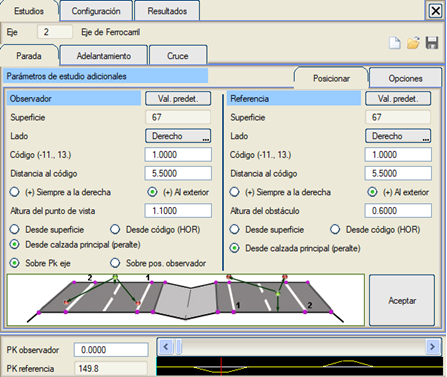 Estudios Configuración Resultados
Eje 2 Eje de Ferrocarril
Parada Adelantamiento Cruce
Parámetros de estudio adicionales Posicionar Opciones
Observador Val. predet. Referencia Val. predet.
Superficie 67 Superficie 67
Lado Derecho ... Lado Derecho ...
Código (-11., 13.) 1.0000 Código (-11., 13.) 1.0000
Distancia al código 5.5000 Distancia al código 5.5000
(+) Siempre a la derecha (+) Al exterior (+) Siempre a la derecha (+) Al exterior
Altura del punto de vista 1.1000 Altura del obstáculo 0.6000
Desde superficie Desde código (HOR) Desde superficie Desde código (HOR)
Desde calzada principal (peralte) Desde calzada principal (peralte)
Sobre Pk eje Sobre pos. observador
2 1 1 2
Aceptar
PK observador 0.0000
PK referencia 149.8